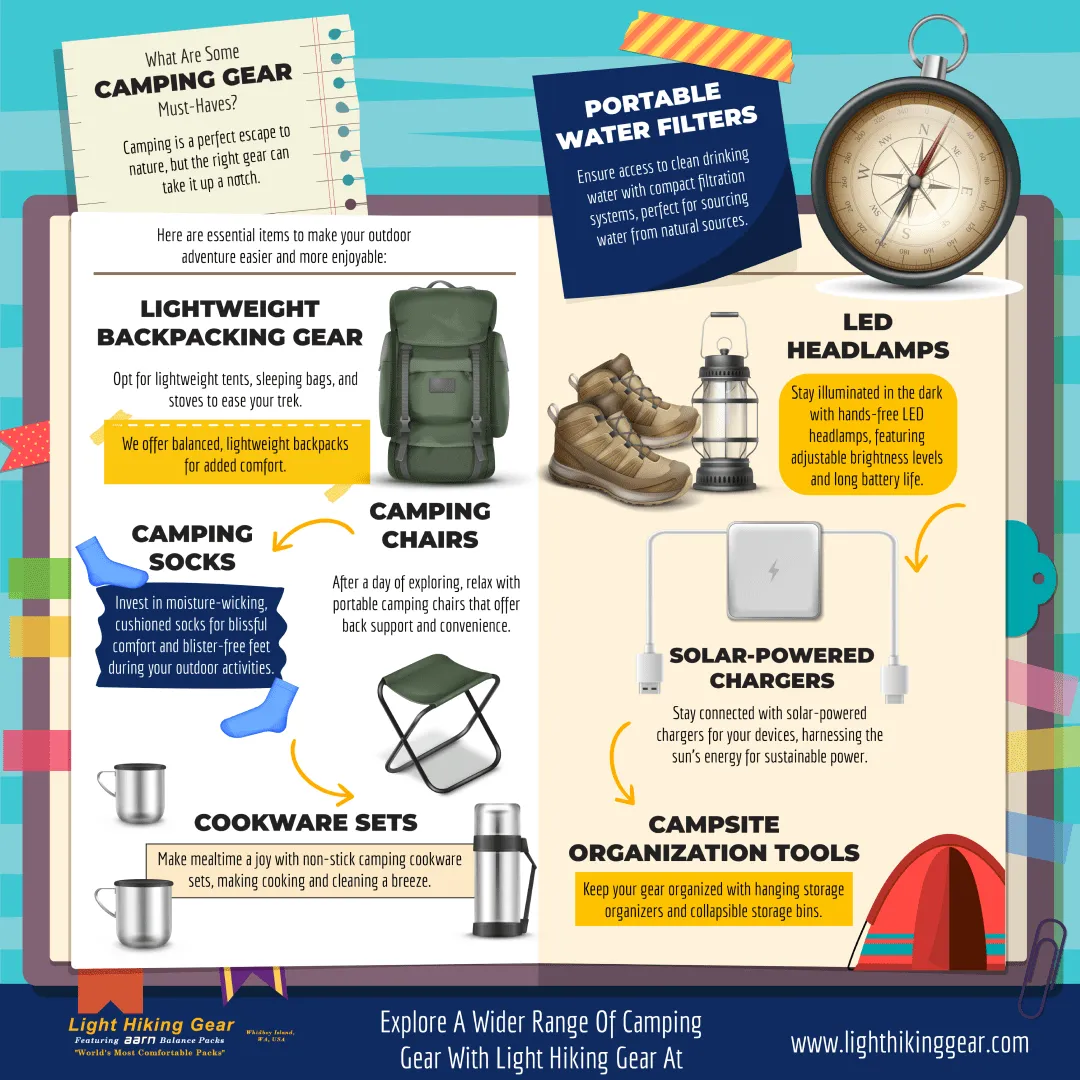 What Are Some
CAMPING GEAR
Must-Haves?
Camping is a perfect escape to
nature, but the right gear can
take it up a notch.
PORTABLE
WATER FILTERS
Ensure access to clean drinking
water with compact filtration
systems, perfect for sourcing
water from natural sources.
N
NE
E
S
SW
W
NW
Here are essential items to make your outdoor
adventure easier and more enjoyable:
LIGHTWEIGHT
BACKPACKING GEAR
Opt for lightweight tents, sleeping bags, and
stoves to ease your trek.
We offer balanced, lightweight backpacks
for added comfort.
CAMPING
CHAIRS
After a day of exploring, relax with
portable camping chairs that offer
back support and convenience.
CAMPING
SOCKS
Invest in moisture-wicking,
cushioned socks for blissful
comfort and blister-free feet
during your outdoor activities.
COOKWARE SETS
Make mealtime a joy with non-stick camping cookware
sets, making cooking and cleaning a breeze.
LED
HEADLAMPS
Stay illuminated in the dark
with hands-free LED
headlamps, featuring
adjustable brightness levels
and long battery life.
SOLAR-POWERED
CHARGERS
Stay connected with solar-powered
chargers for your devices, harnessing the
sun's energy for sustainable power.
CAMPSITE
ORGANIZATION TOOLS
Keep your gear organized with hanging storage
organizers and collapsible storage bins.
Light Hiking Gear
Featuring aarn Balance Packs
"World's Most Comfortable Packs"
Whidbey Island,
WA, USA
Explore A Wider Range Of Camping
Gear With Light Hiking Gear At
www.lighthikinggear.com